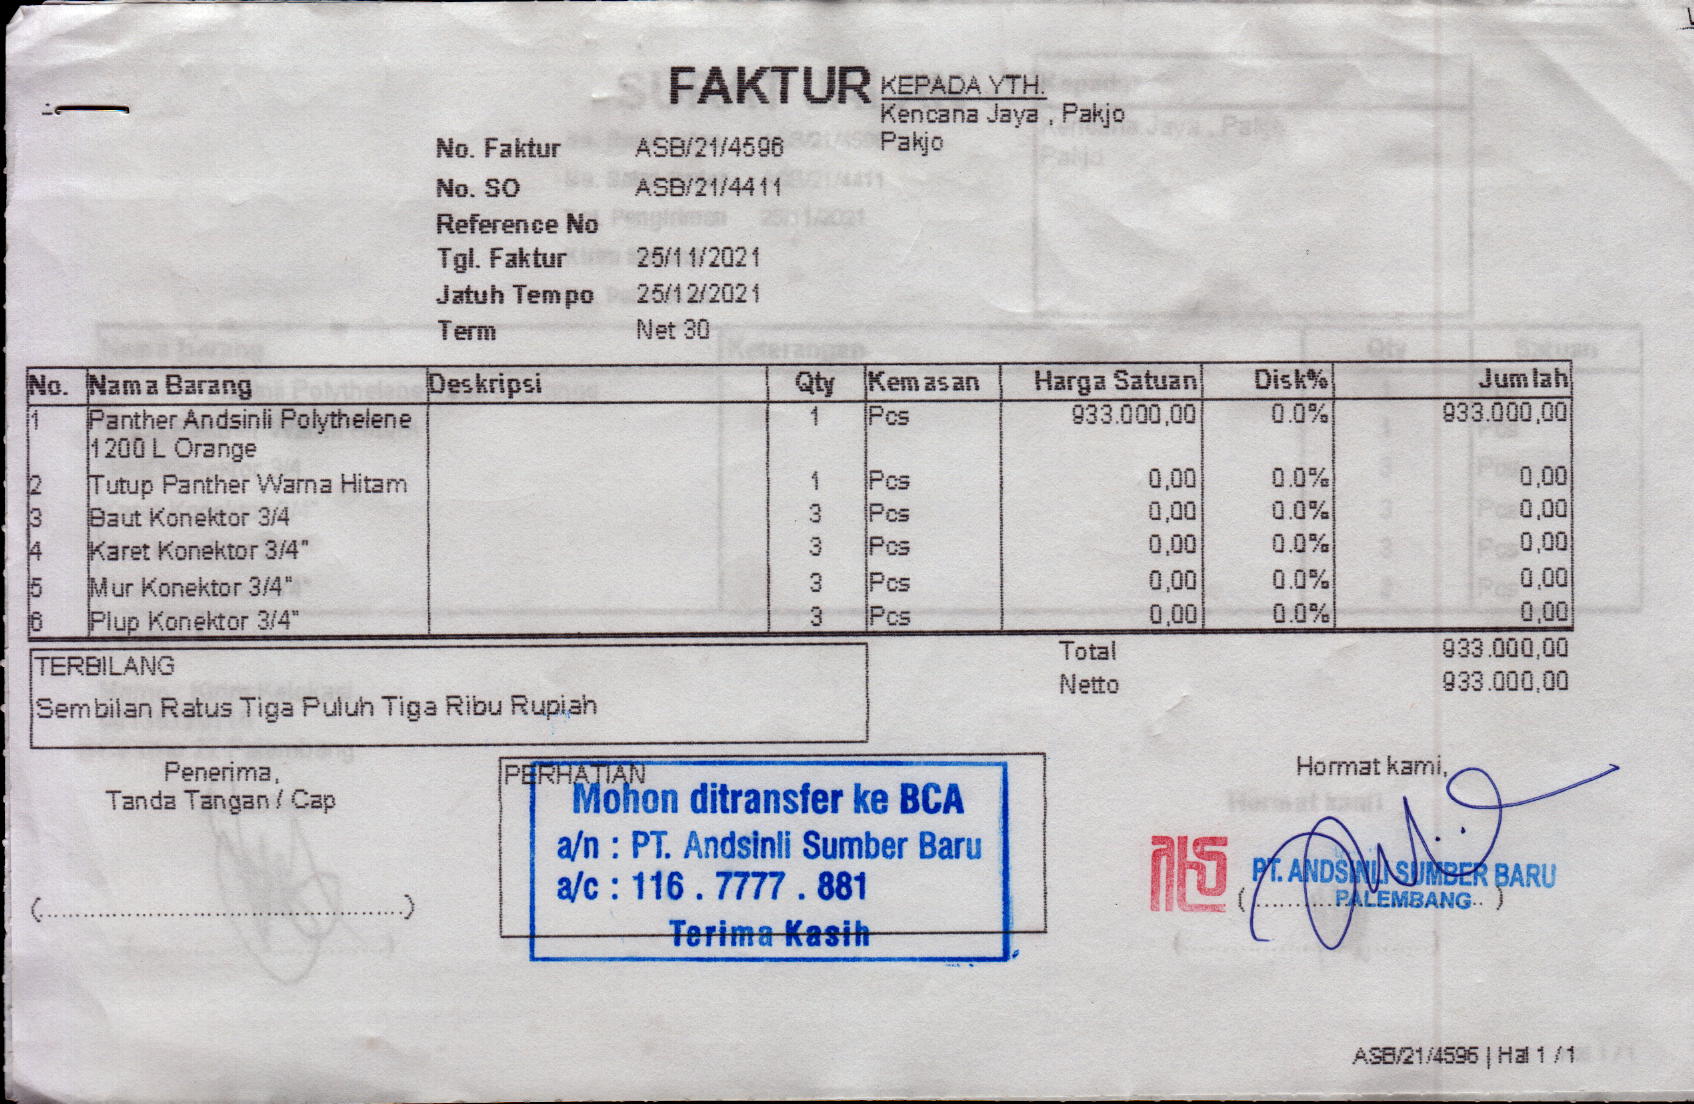 FAKTUR
KEPADA YTH.
Kencana Jaya , Pakjo
Pakjo
No. Faktur ASB/21/4596
No. SO ASB/21/4411
Reference No
Tgl. Faktur 25/11/2021
Jatuh Tempo 25/12/2021
Term Net 30
No. Nama Barang Deskripsi Qty Kemasan Harga Satuan Disk% Jumlah
1 Panther Andsinli Polythelene 1 Pcs 933.000,00 0.0% 933.000,00
1200 L Orange
2 Tutup Panther Warna Hitam 1 Pcs 0,00 0.0% 0,00
3 Baut Konektor 3/4 3 Pcs 0,00 0.0% 0,00
4 Karet Konektor 3/4" 3 Pcs 0,00 0.0% 0,00
5 Mur Konektor 3/4" 3 Pcs 0,00 0.0% 0,00
6 Plup Konektor 3/4" 3 Pcs 0,00 0.0% 0,00
Total 933.000,00
Netto 933.000,00
TERBILANG
Sembilan Ratus Tiga Puluh Tiga Ribu Rupiah
Penerima,
Tanda Tangan / Cap
(..........................................)
PERHATIAN
Mohon ditransfer ke BCA
a/n : PT. Andsinli Sumber Baru
a/c : 116 . 7777 . 881
Terima Kasih
Hormat kami,
PT. ANDSINLI SUMBER BARU
PALEMBANG
ASB/21/4596 | Hal 1 / 1